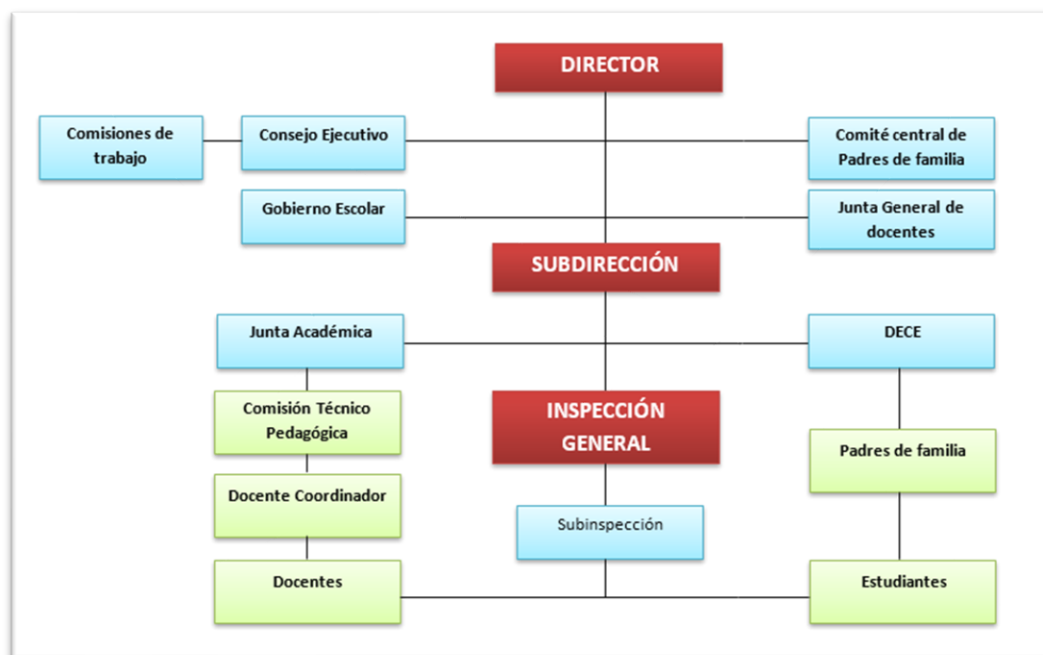 DIRECTOR
Comisiones de
trabajo
Consejo Ejecutivo
Comité central de
Padres de familia
Gobierno Escolar
Junta General de
docentes
SUBDIRECCIÓN
Junta Académica
DECE
Comisión Técnico
Pedagógica
INSPECCIÓN
GENERAL
Padres de familia
Docente Coordinador
Subinspección
Docentes
Estudiantes